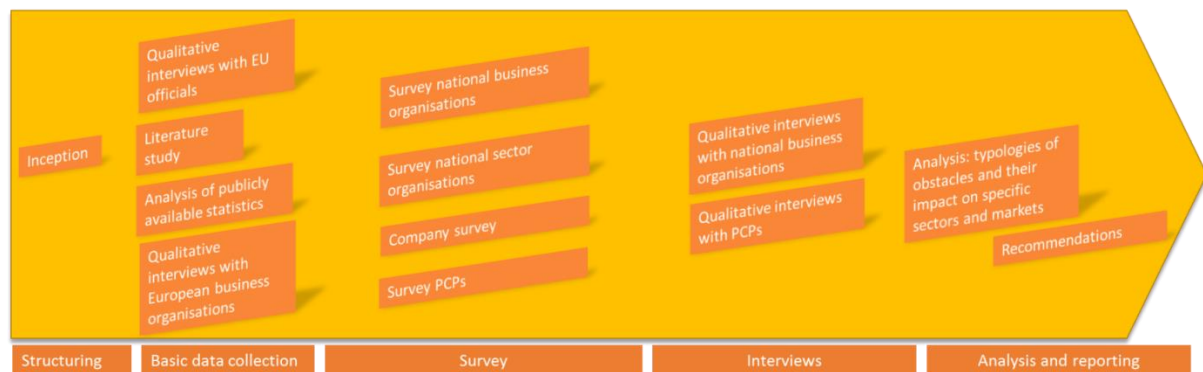 Inception
Qualitative
interviews with EU
officials
Literature
study
Analysis of publicly
available statistics
Qualitative
interviews with
European business
organisations
Survey national business
organisations
Survey national sector
organisations
Company survey
Survey PCPs
Qualitative interviews
with national business
organisations
Qualitative interviews
with PCPs
Analysis: typologies of
obstacles and their
impact on specific
sectors and markets
Recommendations
Structuring
Basic data collection
Survey
Interviews
Analysis and reporting